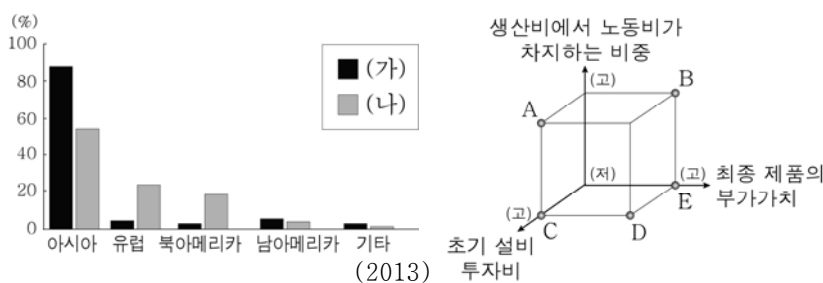 (%)
100
80
60
40
20
0
(가)
(나)
아시아 유럽 북아메리카 남아메리카 기타
(2013)
생산비에서 노동비가
차지하는 비중
(고)
A
B
(저)
(고)
최종 제품의
부가가치
E
(고)
C
D
초기 설비
투자비